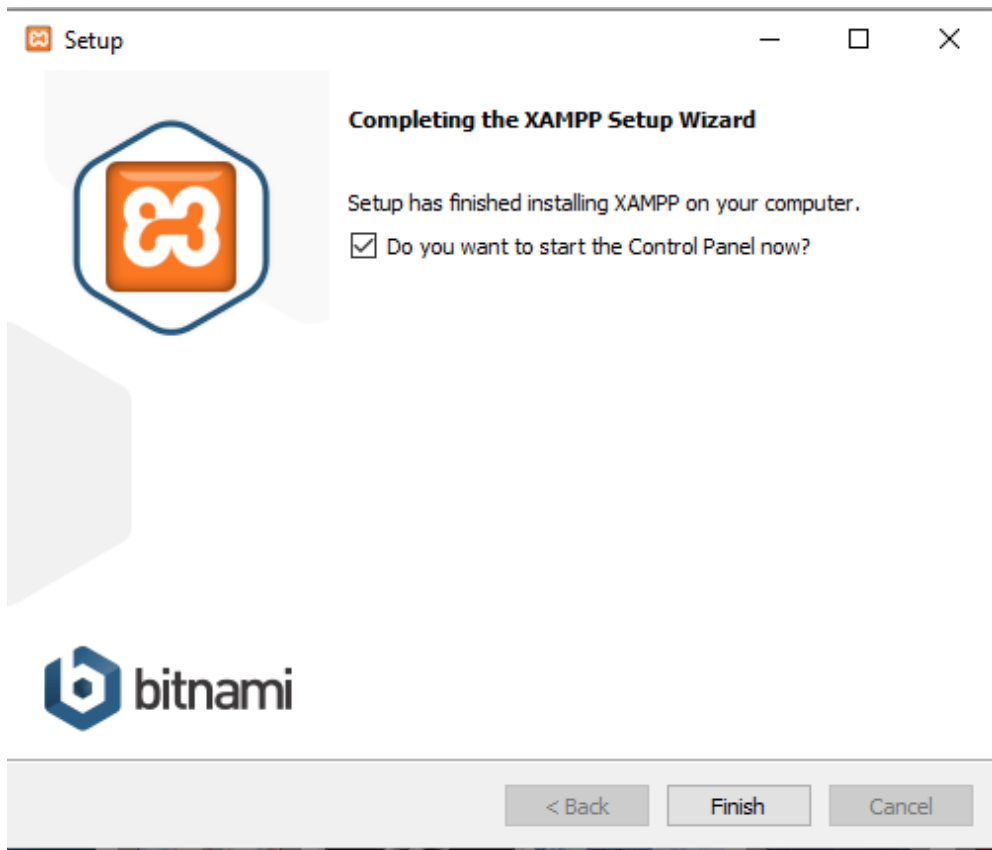 Setup
Completing the XAMPP Setup Wizard
Setup has finished installing XAMPP on your computer.
Do you want to start the Control Panel now?
bitnami
< Back
Finish
Cancel